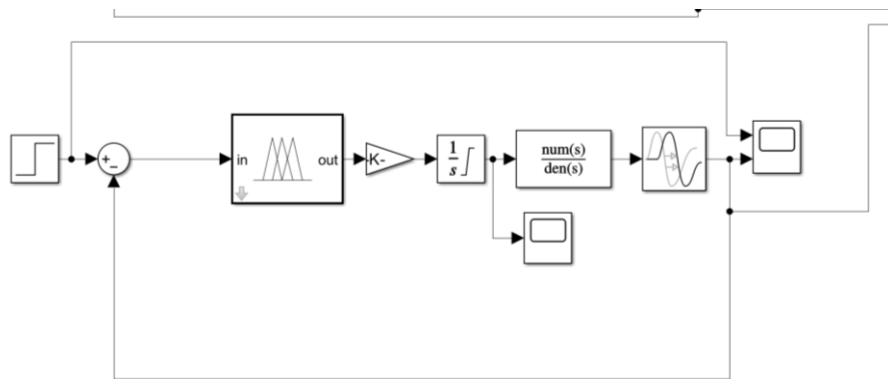 +
-
in
out
-K-
1
s
num(s)
den(s)